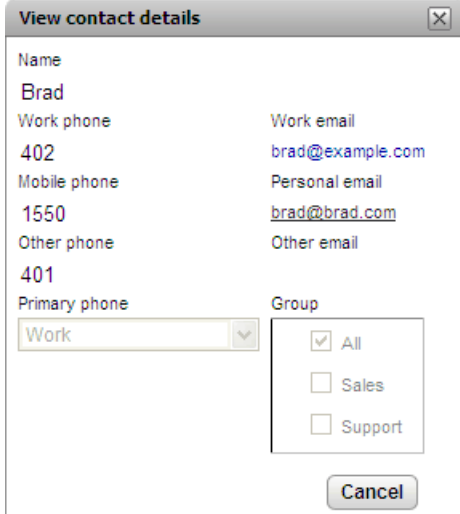 View contact details
Name
Brad
Work phone Work email
402 brad@example.com
Mobile phone Personal email
1550 brad@brad.com
Other phone Other email
401
Primary phone Group
Work
All
Sales
Support
Cancel